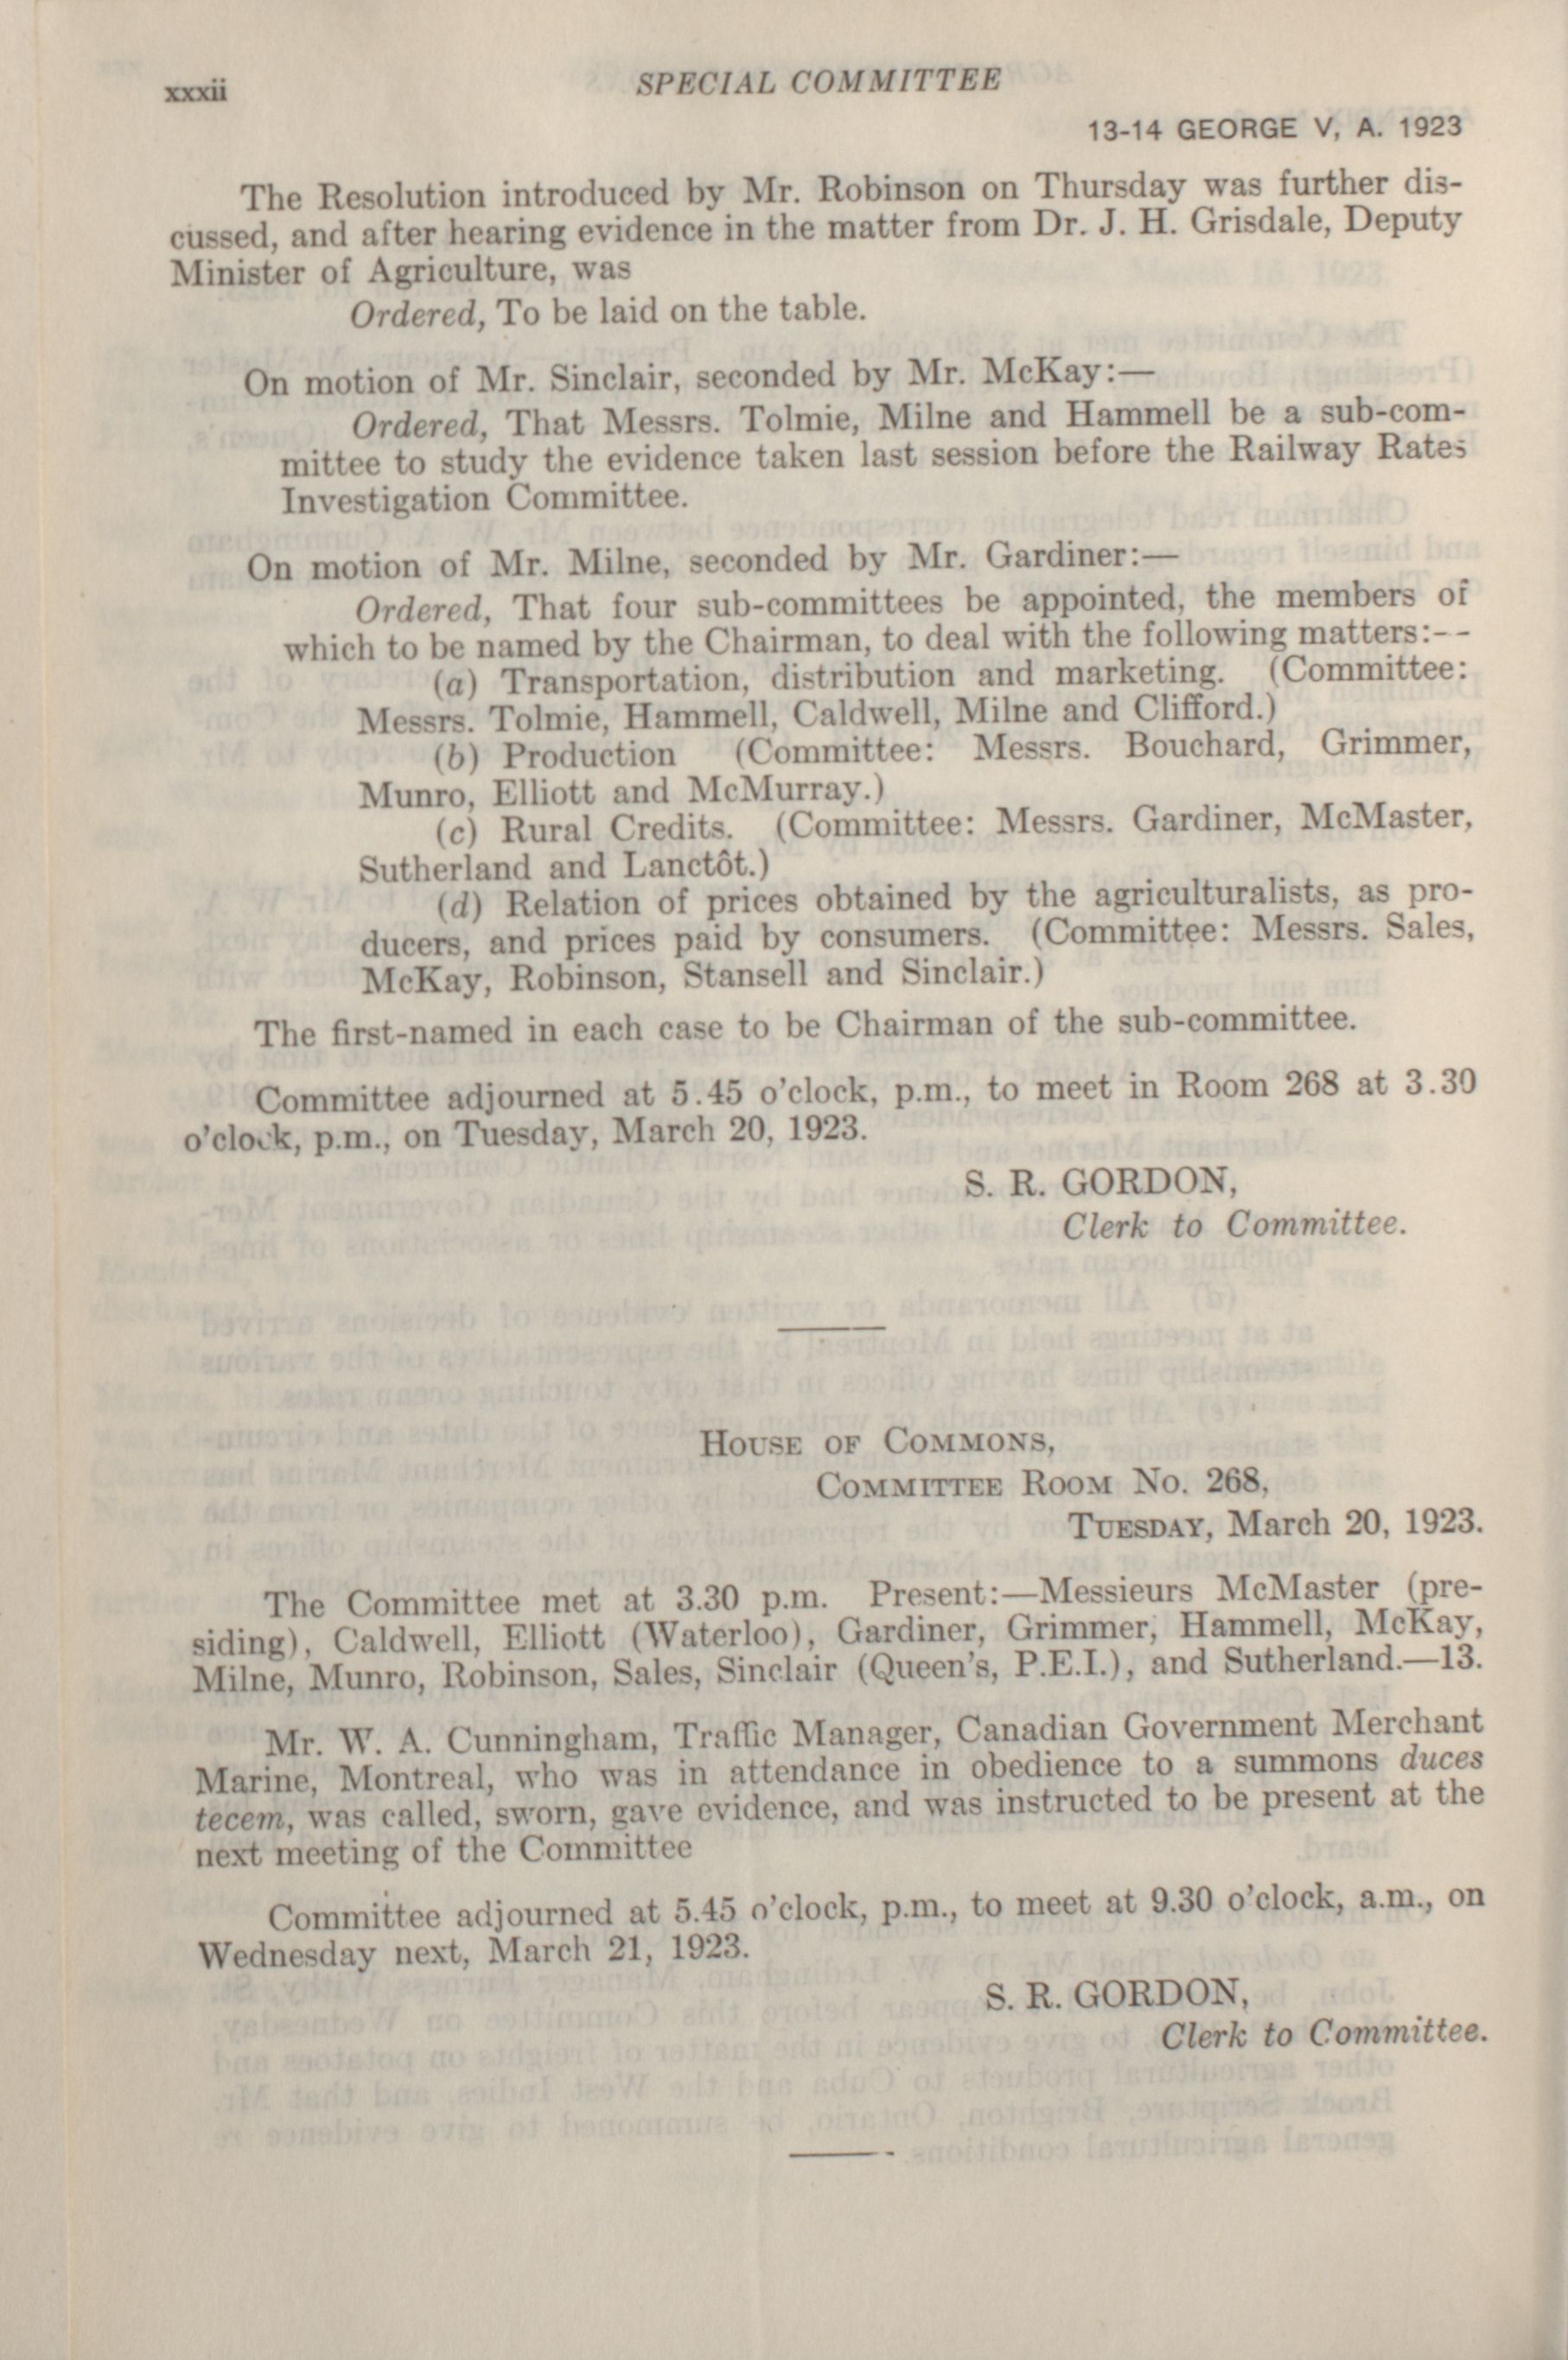 xxxii
SPECIAL COMMITTEE
13-14 GEORGE V, A. 1923
The Resolution introduced by Mr. Robinson on Thursday was further dis-
cussed, and after hearing evidence in the matter from Dr. J. H. Grisdale, Deputy
Minister of Agriculture, was
Ordered, To be laid on the table.
On motion of Mr. Sinclair, seconded by Mr. McKay:—
Ordered, That Messrs. Tolmie, Milne and Hammell be a sub-com-
mittee to study the evidence taken last session before the Railway Rates
Investigation Committee.
On motion of Mr. Milne, seconded by Mr. Gardiner:—
Ordered, That four sub-committees be appointed, the members of
which to be named by the Chairman, to deal with the following matters:--
(a) Transportation, distribution and marketing. (Committee:
Messrs. Tolmie, Hammell, Caldwell, Milne and Clifford.)
(b) Production (Committee: Messrs. Bouchard, Grimmer,
Munro, Elliott and McMurray.)
(c) Rural Credits. (Committee: Messrs. Gardiner, McMaster,
Sutherland and Lanctôt.)
(d) Relation of prices obtained by the agriculturalists, as pro-
ducers, and prices paid by consumers. (Committee: Messrs. Sales,
McKay, Robinson, Stansell and Sinclair.)
The first-named in each case to be Chairman of the sub-committee.
Committee adjourned at 5.45 o'clock, p.m., to meet in Room 268 at 3.30
o'clock, p.m., on Tuesday, March 20, 1923.
S. R. GORDON,
Clerk to Committee.
HOUSE OF COMMONS,
COMMITTEE ROOM No. 268,
TUESDAY, March 20, 1923.
The Committee met at 3.30 p.m. Present:—Messieurs McMaster (pre-
siding), Caldwell, Elliott (Waterloo), Gardiner, Grimmer, Hammell, McKay,
Milne, Munro, Robinson, Sales, Sinclair (Queen's, P.E.I.), and Sutherland.—13.
Mr. W. A. Cunningham, Traffic Manager, Canadian Government Merchant
Marine, Montreal, who was in attendance in obedience to a summons duces
tecem, was called, sworn, gave evidence, and was instructed to be present at the
next meeting of the Committee
Committee adjourned at 5.45 o'clock, p.m., to meet at 9.30 o'clock, a.m., on
Wednesday next, March 21, 1923.
S. R. GORDON,
Clerk to Committee.